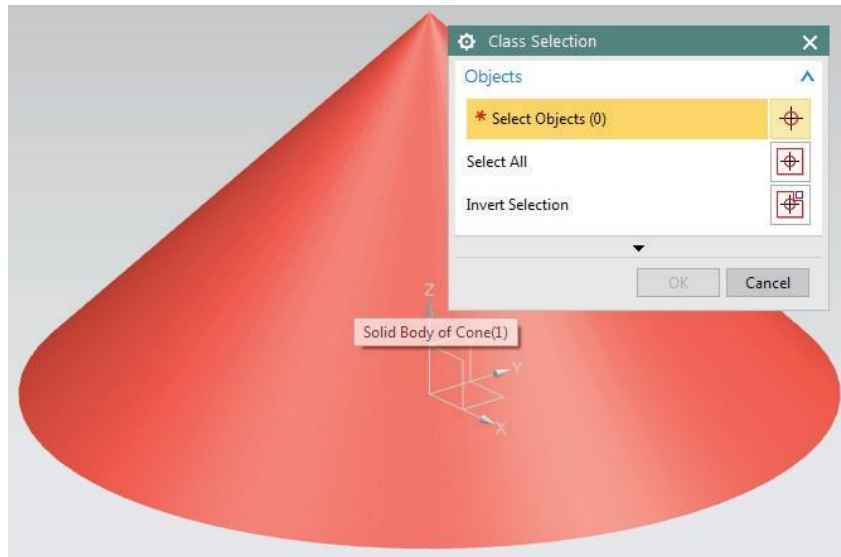 Class Selection
Objects
* Select Objects (0)
Select All
Invert Selection
OK Cancel
Z
Solid Body of Cone(1)
Y
X